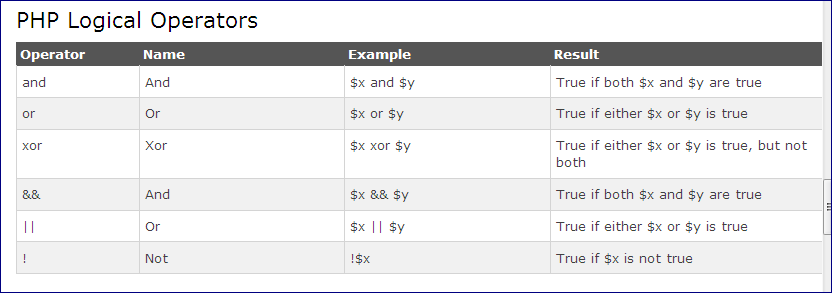 PHP Logical Operators
Operator Name Example Result
and And $x and $y True if both $x and $y are true
or Or $x or $y True if either $x or $y is true
xor Xor $x xor $y True if either $x or $y is true, but not
both
&& And $x && $y True if both $x and $y are true
|| Or $x || $y True if either $x or $y is true
! Not !$x True if $x is not true